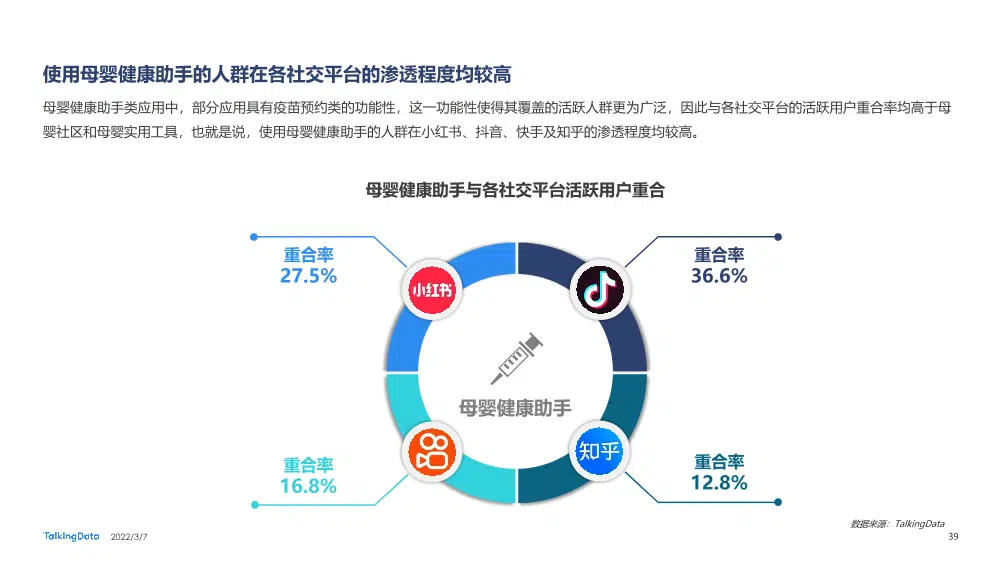 使用母婴健康助手的人群在各社交平台的渗透程度均较高
母婴健康助手类应用中，部分应用具有疫苗预约类的功能性，这一功能性使得其覆盖的活跃人群更为广泛，因此与各社交平台的活跃用户重合率均高于母
婴社区和母婴实用工具，也就是说，使用母婴健康助手的人群在小红书、抖音、快手及知乎的渗透程度均较高。
母婴健康助手与各社交平台活跃用户重合
重合率
27.5%
重合率
36.6%
小红书
母婴健康助手
知乎
重合率
16.8%
重合率
12.8%
数据来源：TalkingData
TalkingData
2022/3/7
39